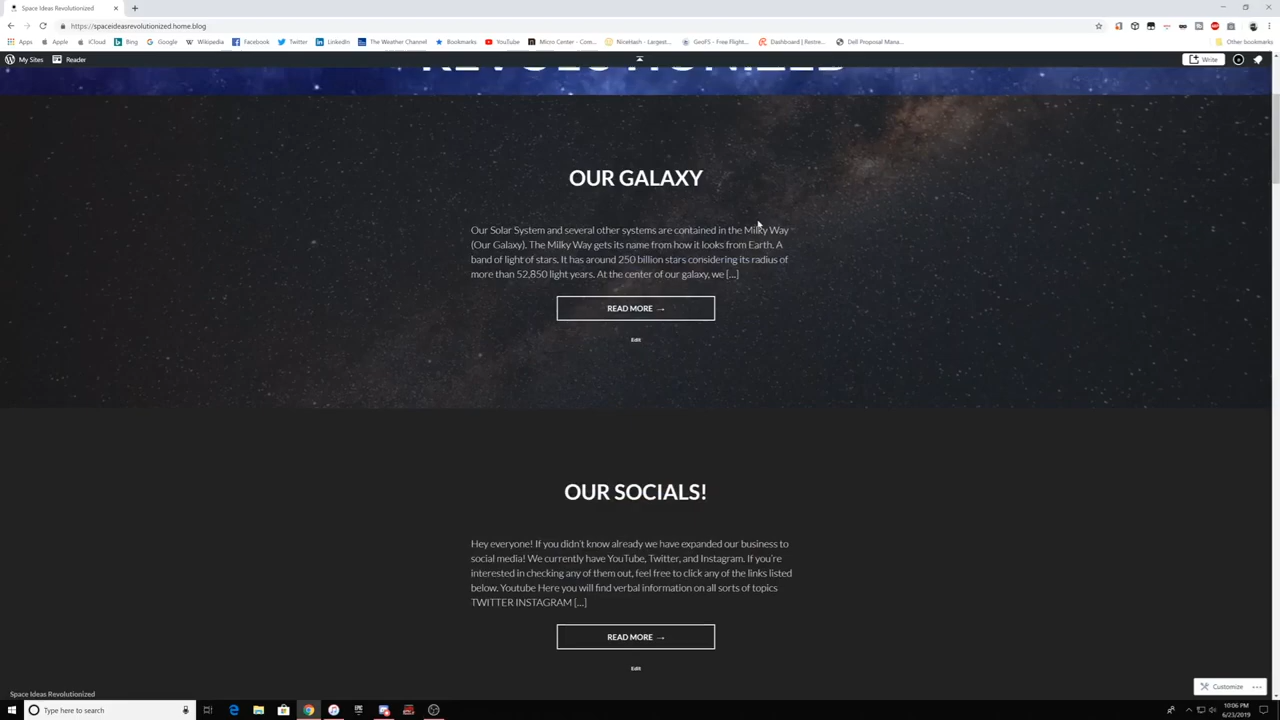 Space Ideas Revolutionized
https://spaceideasrevolutionized.home.blog
Apps Apple iCloud Bing Google Wikipedia Facebook Twitter LinkedIn The Weather Channel Bookmarks YouTube Micro Center - Com... NiceHash - Largest... GeoFS - Free Flight... Dashboard | Restre... Dell Proposal Mana... Other bookmarks
My Sites Reader Write
REVOLUTIONIZED
OUR GALAXY
Our Solar System and several other systems are contained in the Milky Way
(Our Galaxy). The Milky Way gets its name from how it looks from Earth. A
band of light of stars. It has around 250 billion stars considering its radius of
more than 52,850 light years. At the center of our galaxy, we [...]
READ MORE →
Edit
OUR SOCIALS!
Hey everyone! If you didn't know already we have expanded our business to
social media! We currently have YouTube, Twitter, and Instagram. If you're
interested in checking any of them out, feel free to click any of the links listed
below. Youtube Here you will find verbal information on all sorts of topics
TWITTER INSTAGRAM [...]
READ MORE →
Edit
Space Ideas Revolutionized
Customize
Type here to search
10:06 PM
6/23/2019